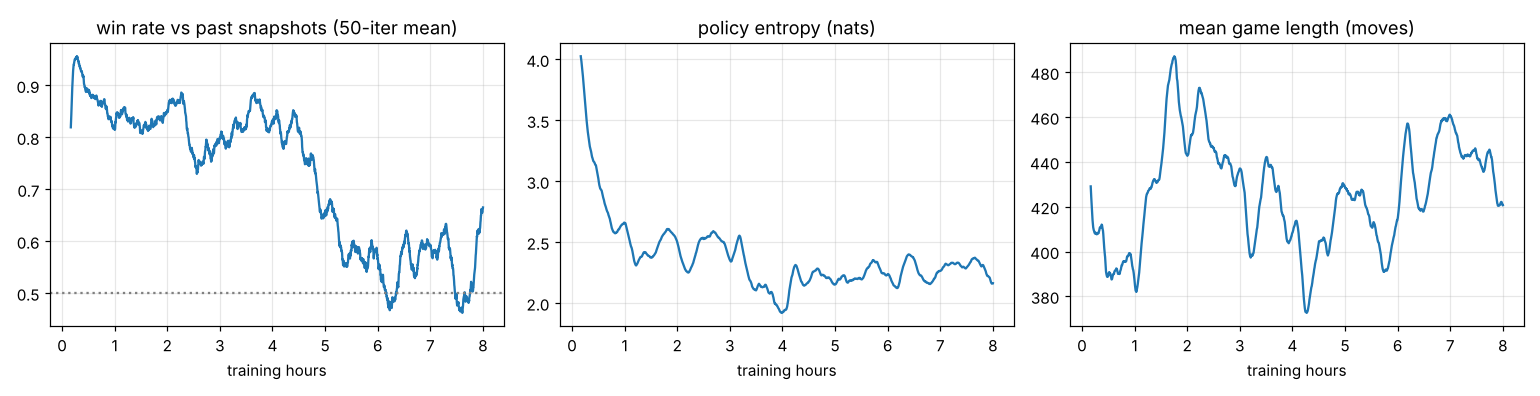 win rate vs past snapshots (50-iter mean)
0.9
0.8
0.7
0.6
0.5
0 1 2 3 4 5 6 7 8
training hours
policy entropy (nats)
4.0
3.5
3.0
2.5
2.0
0 1 2 3 4 5 6 7 8
training hours
mean game length (moves)
480
460
440
420
400
380
0 1 2 3 4 5 6 7 8
training hours